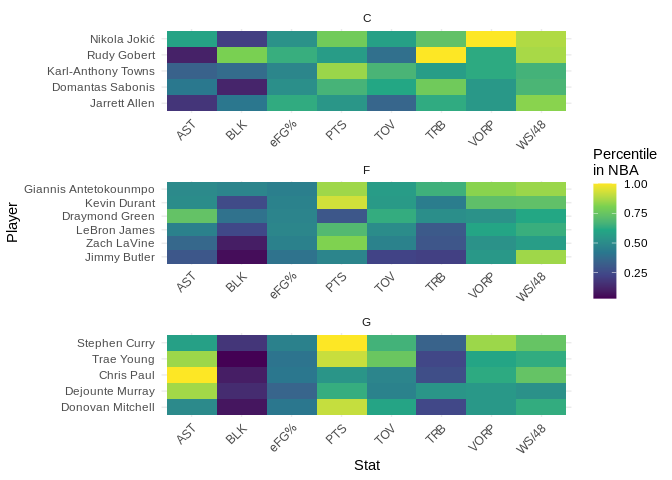 C
Nikola Jokić
Rudy Gobert
Karl-Anthony Towns
Domantas Sabonis
Jarrett Allen
AST BLK eFG% PTS TOV TRB VORP WS/48
F
Giannis Antetokounmpo
Kevin Durant
Draymond Green
LeBron James
Zach LaVine
Jimmy Butler
AST BLK eFG% PTS TOV TRB VORP WS/48
G
Stephen Curry
Trae Young
Chris Paul
Dejounte Murray
Donovan Mitchell
AST BLK eFG% PTS TOV TRB VORP WS/48
Stat
Player
Percentile
in NBA
1.00
0.75
0.50
0.25